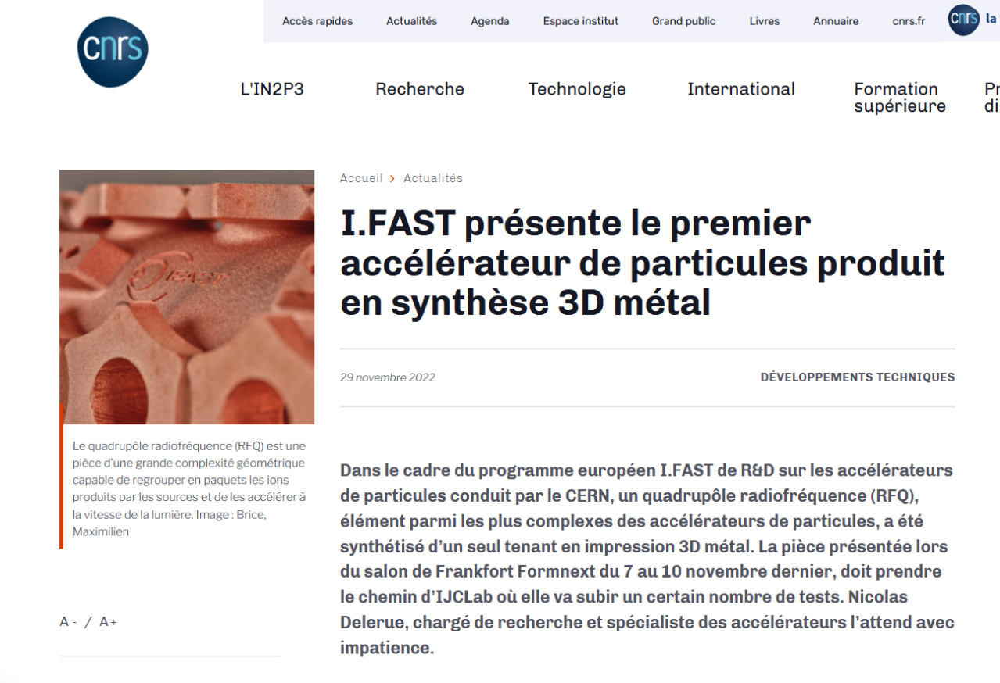 Accès rapides Actualités Agenda Espace institut Grand public Livres Annuaire cnrs.fr cnrs la
cnrs
L'IN2P3 Recherche Technologie International Formation supérieure
Accueil > Actualités
I.FAST présente le premier
accélérateur de particules produit
en synthèse 3D métal
29 novembre 2022 DÉVELOPPEMENTS TECHNIQUES
IFAST
Le quadrupôle radiofréquence (RFQ) est une
pièce d'une grande complexité géométrique
capable de regrouper en paquets les ions
produits par les sources et de les accélérer à
la vitesse de la lumière. Image : Brice,
Maximilien
A - / A+
Dans le cadre du programme européen I.FAST de R&D sur les accélérateurs
de particules conduit par le CERN, un quadrupôle radiofréquence (RFQ),
élément parmi les plus complexes des accélérateurs de particules, a été
synthétisé d'un seul tenant en impression 3D métal. La pièce présentée lors
du salon de Frankfort Formnext du 7 au 10 novembre dernier, doit prendre
le chemin d'IJCLab où elle va subir un certain nombre de tests. Nicolas
Delerue, chargé de recherche et spécialiste des accélérateurs l'attend avec
impatience.